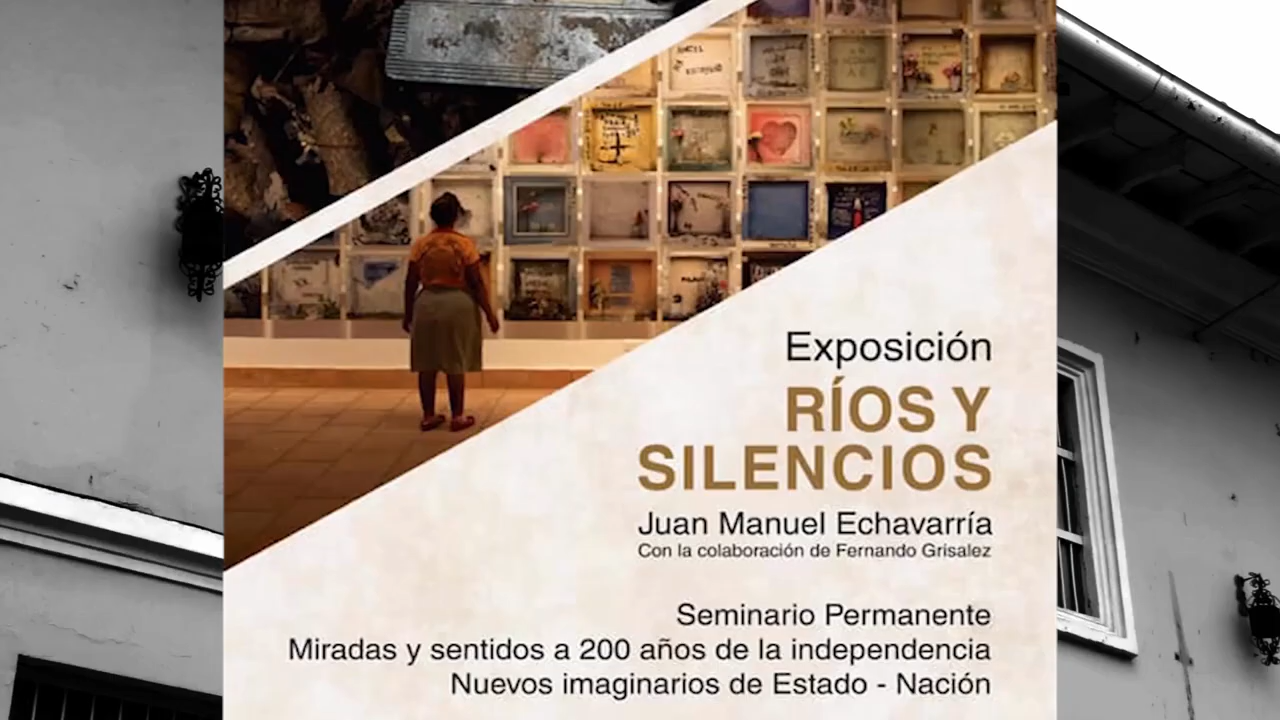 Exposición
RÍOS Y
SILENCIOS
Juan Manuel Echavarría
Con la colaboración de Fernando Grisalez
Seminario Permanente
Miradas y sentidos a 200 años de la independencia
Nuevos imaginarios de Estado - Nación